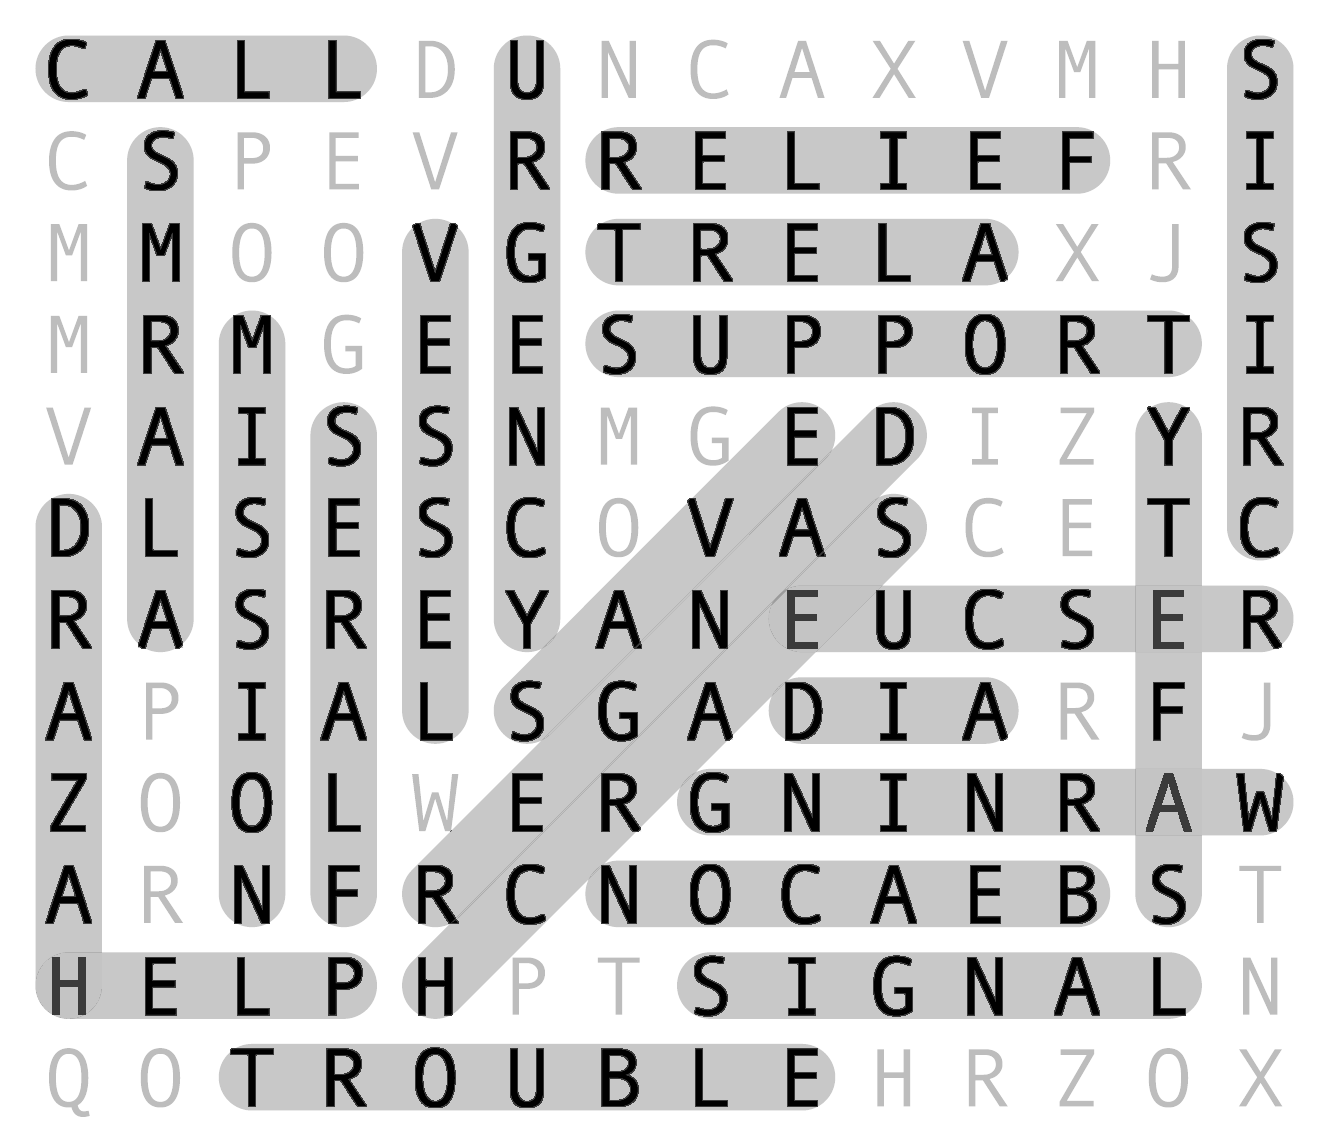 C A L L D U N C A X V M H S
C S P E V R R E L I E F R I
M M O O V G T R E L A X J S
M R M G E E S U P P O R T I
V A I S S N M G E D I Z Y R
D L S E S C O V A S C E T C
R A S R E Y A N E U C S E R
A P I A L S G A D I A R F J
Z O O L W E R G N I N R A W
A R N F R C N O C A E B S T
H E L P H P T S I G N A L N
Q O T R O U B L E H R Z O X